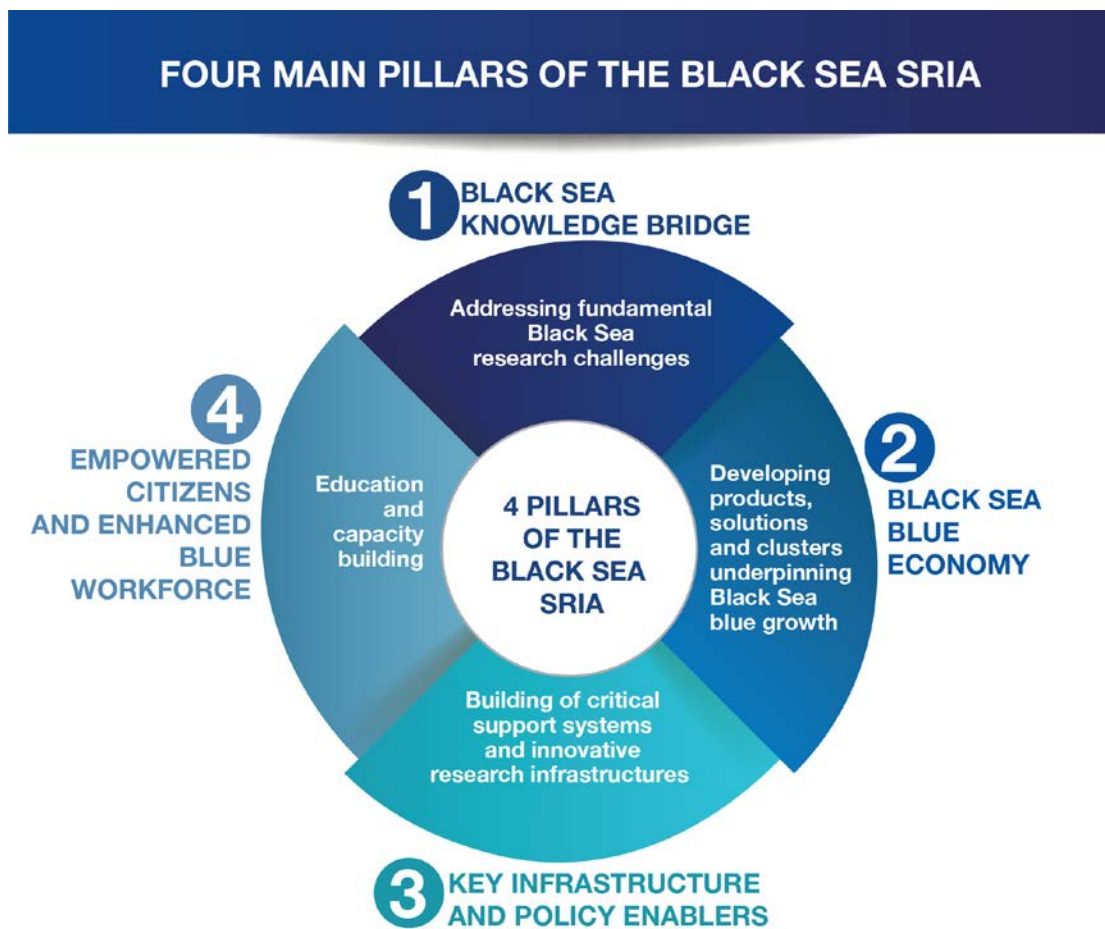 FOUR MAIN PILLARS OF THE BLACK SEA SRIA
1
BLACK SEA
KNOWLEDGE BRIDGE
Addressing fundamental
Black Sea
research challenges
2
BLACK SEA
BLUE
ECONOMY
Developing
products,
solutions
and clusters
underpinning
Black Sea
blue growth
3
KEY INFRASTRUCTURE
AND POLICY ENABLERS
Building of critical
support systems
and innovative
research infrastructures
4
EMPOWERED
CITIZENS
AND ENHANCED
BLUE
WORKFORCE
Education
and
capacity
building
4 PILLARS
OF THE
BLACK SEA
SRIA